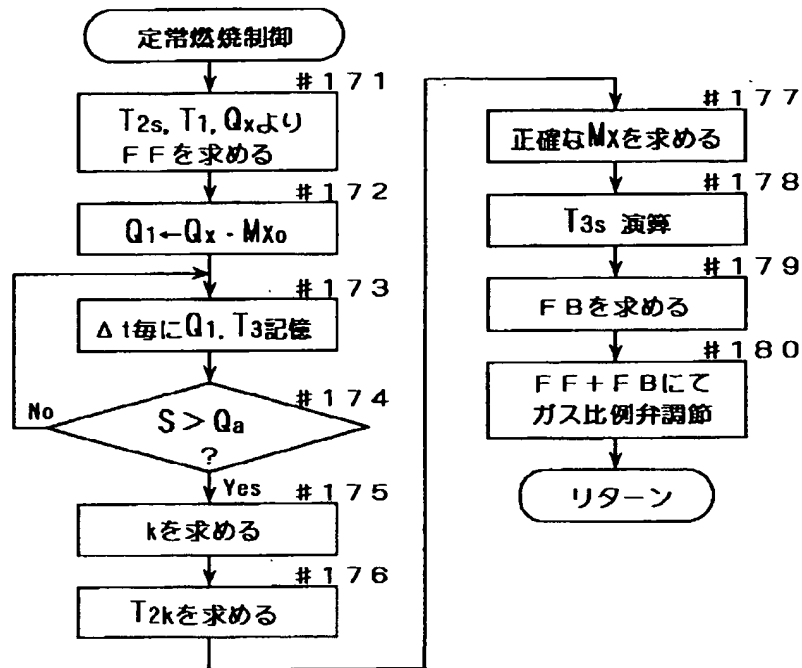 定常燃焼制御
#171
T2s, T1, Qxより
FFを求める
#172
Q1←Qx・Mxo
#173
Δt毎にQ1, T3記憶
#174
No
S>Qa
?
Yes
#175
kを求める
#176
T2kを求める
#177
正確なMxを求める
#178
T3s 演算
#179
FBを求める
#180
FF+FBにて
ガス比例弁調節
リターン